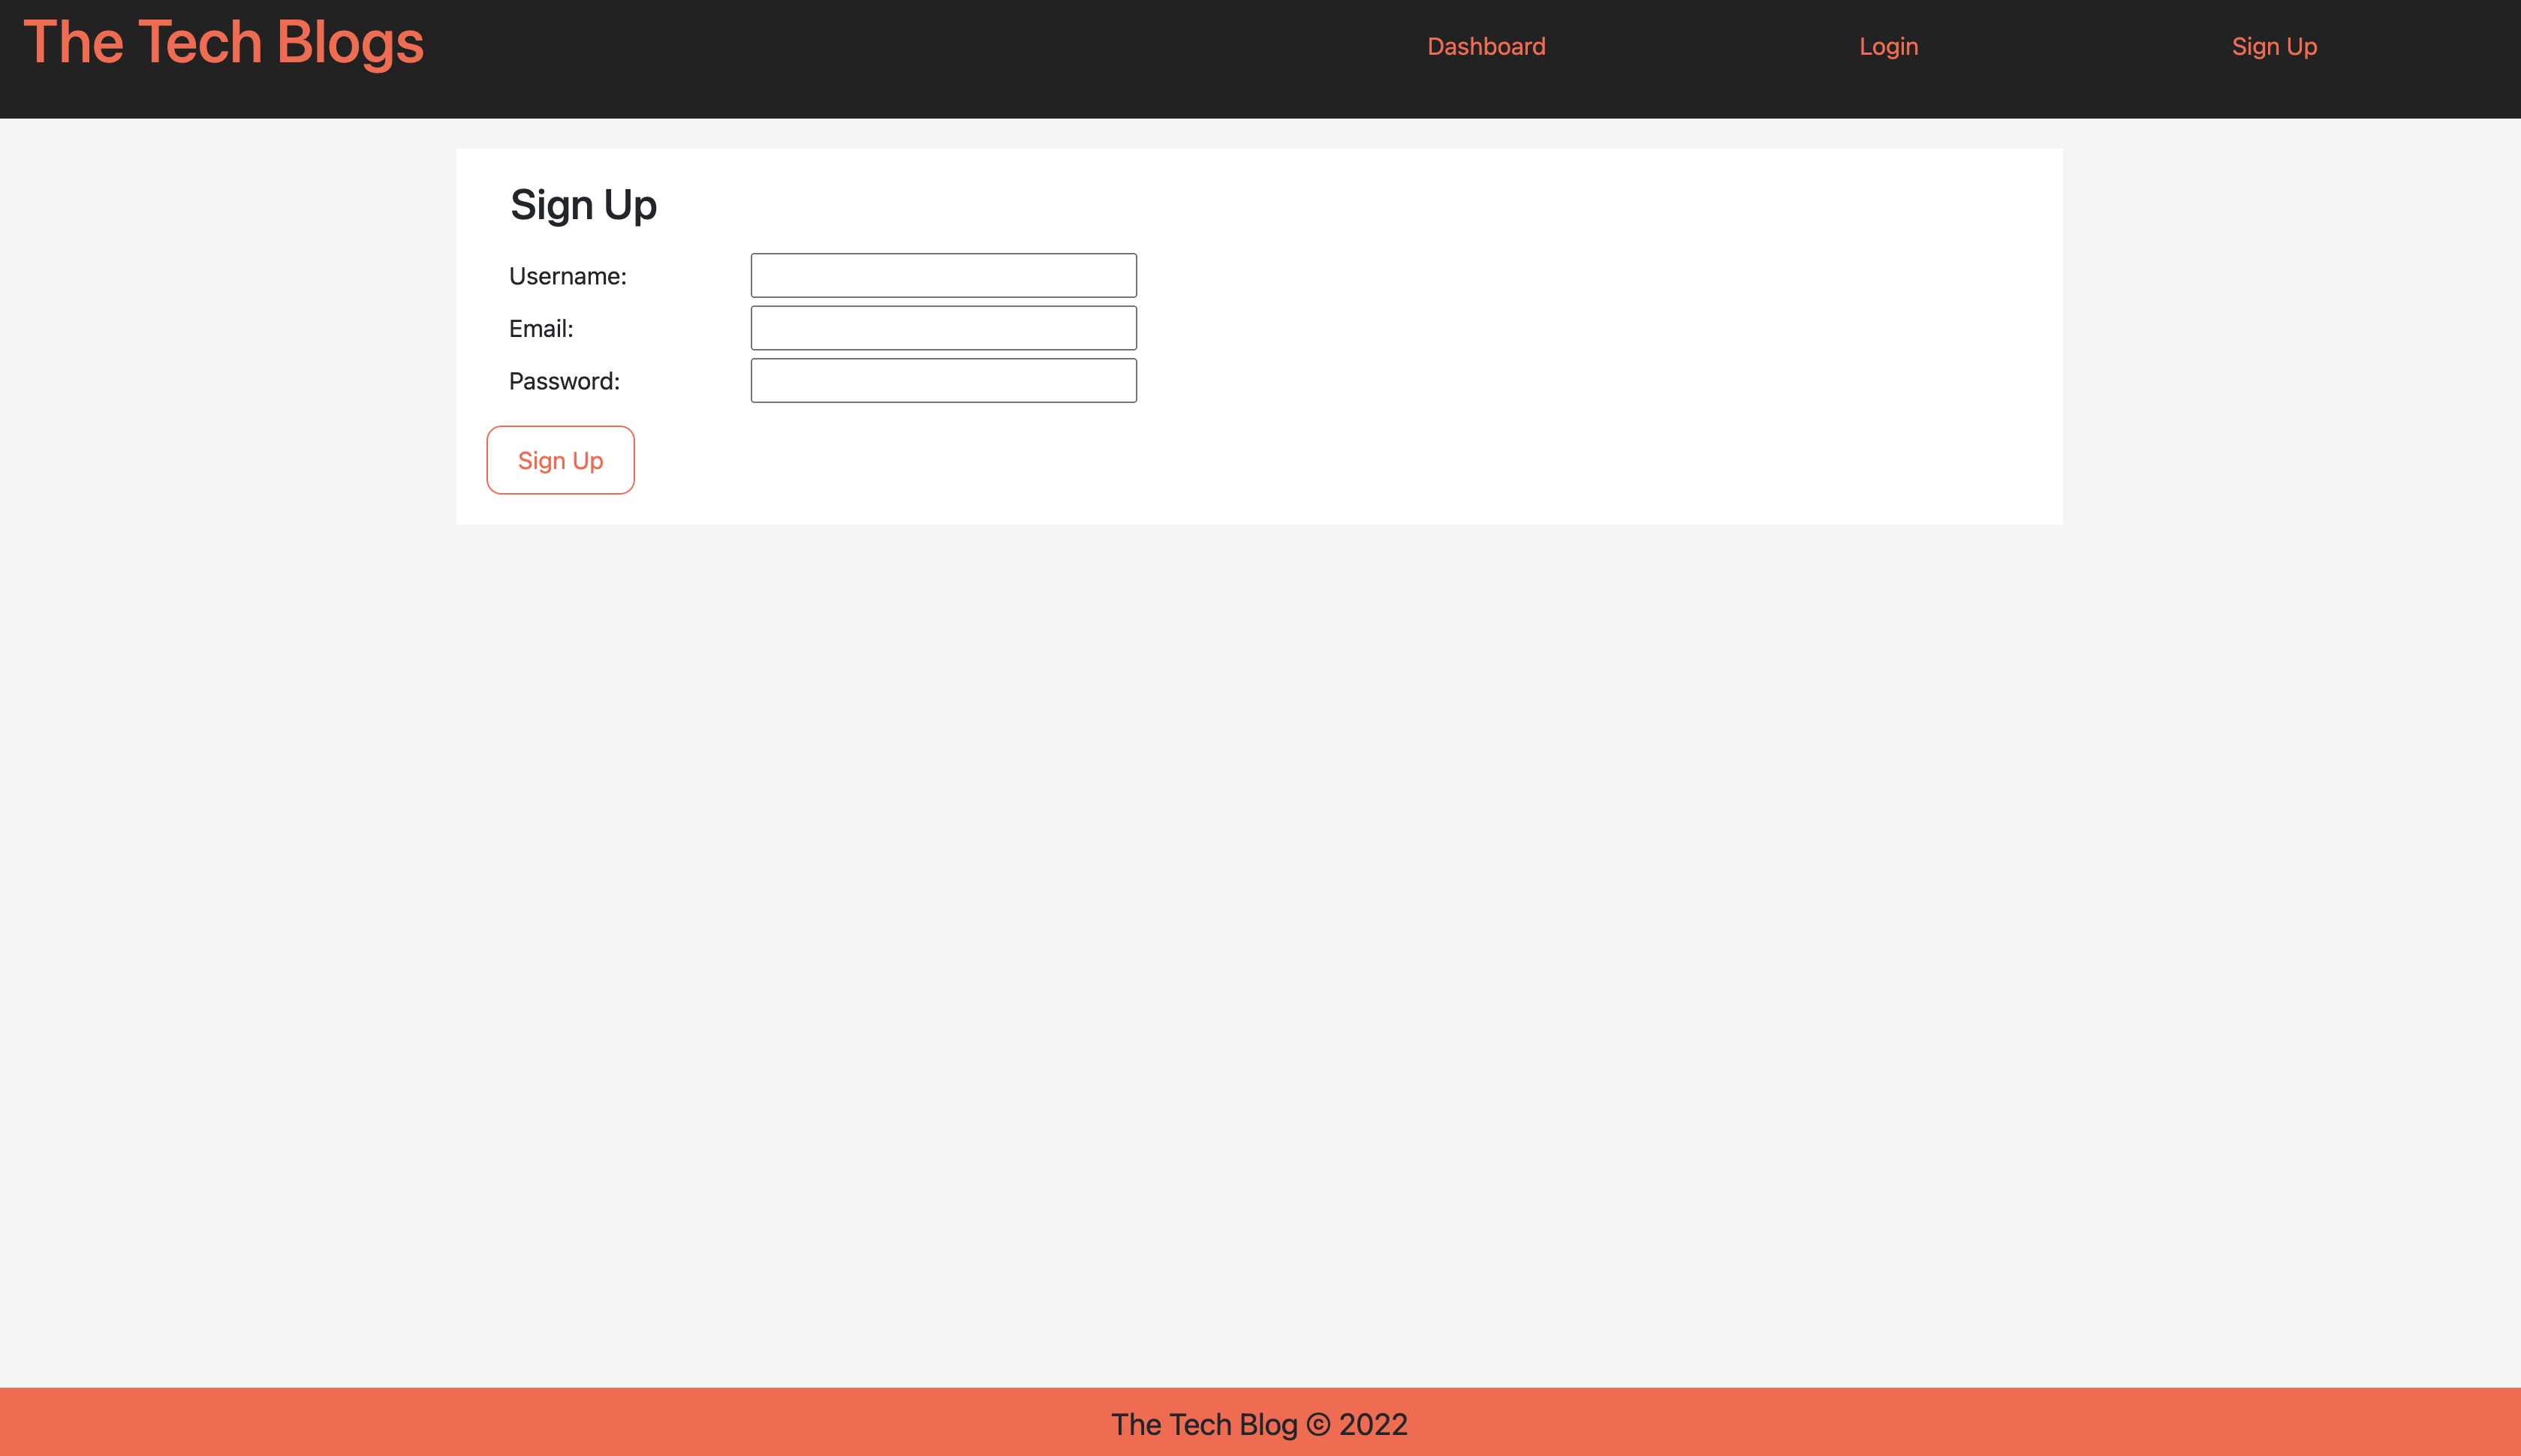 The Tech Blogs
Dashboard
Login
Sign Up
Sign Up
Username:
Email:
Password:
Sign Up
The Tech Blog © 2022